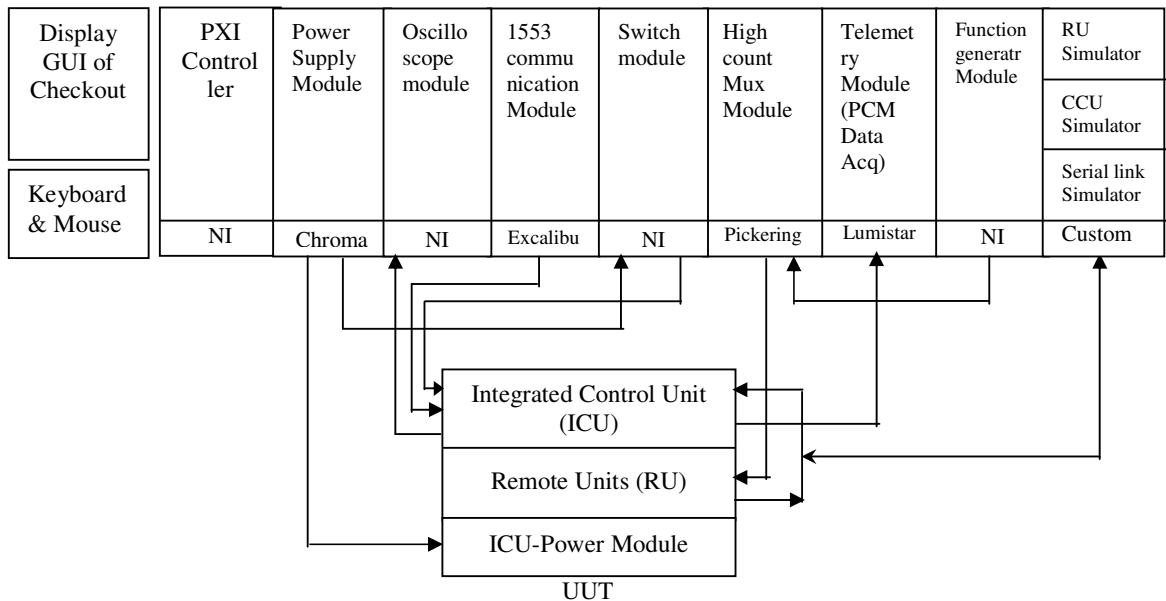 Display
GUI of
Checkout
Keyboard
& Mouse
PXI
Control
ler
NI
Power
Supply
Module
Chroma
Oscillo
scope
module
NI
1553
commu
nication
Module
Excalibu
Switch
module
NI
High
count
Mux
Module
Pickering
Telemet
ry
Module
(PCM
Data
Acq)
Lumistar
Function
generatr
Module
NI
RU
Simulator
CCU
Simulator
Serial link
Simulator
Custom
Integrated Control Unit
(ICU)
Remote Units (RU)
ICU-Power Module
UUT